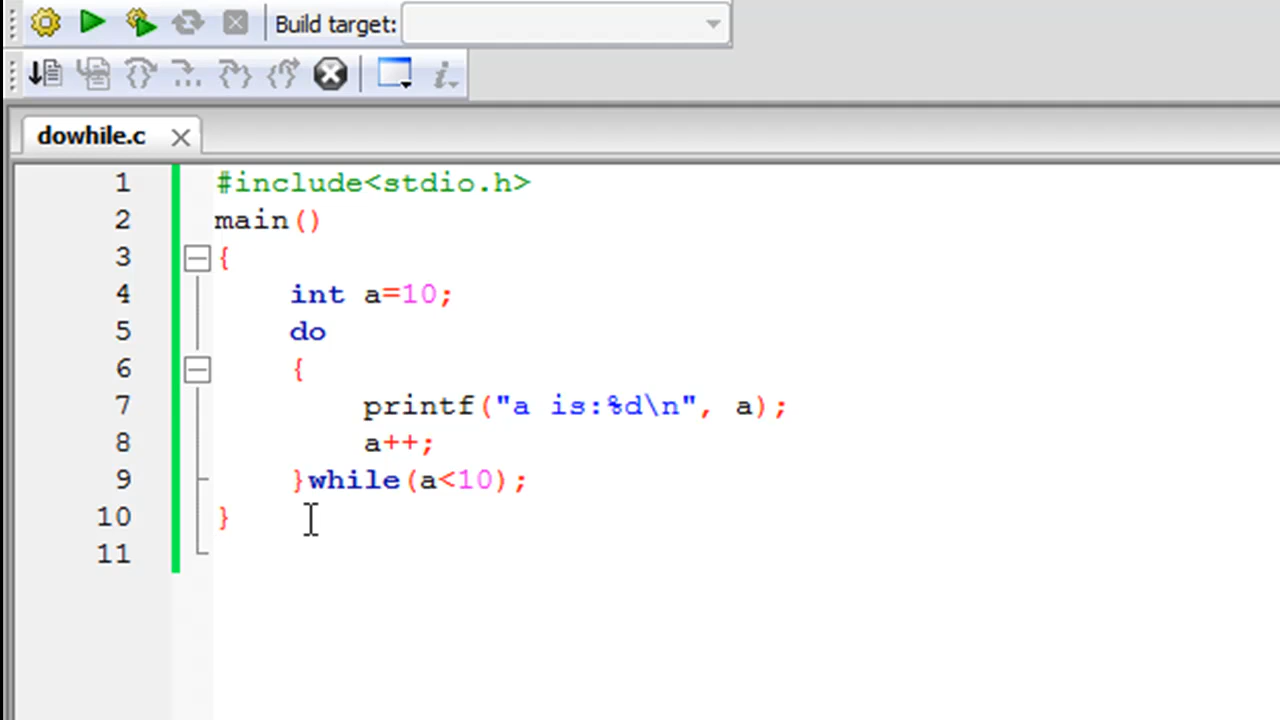 Build target:
dowhile.c
1 #include<stdio.h>
2 main()
3 {
4 int a=10;
5 do
6 {
7 printf("a is:%d\n", a);
8 a++;
9 }while(a<10);
10 }
11